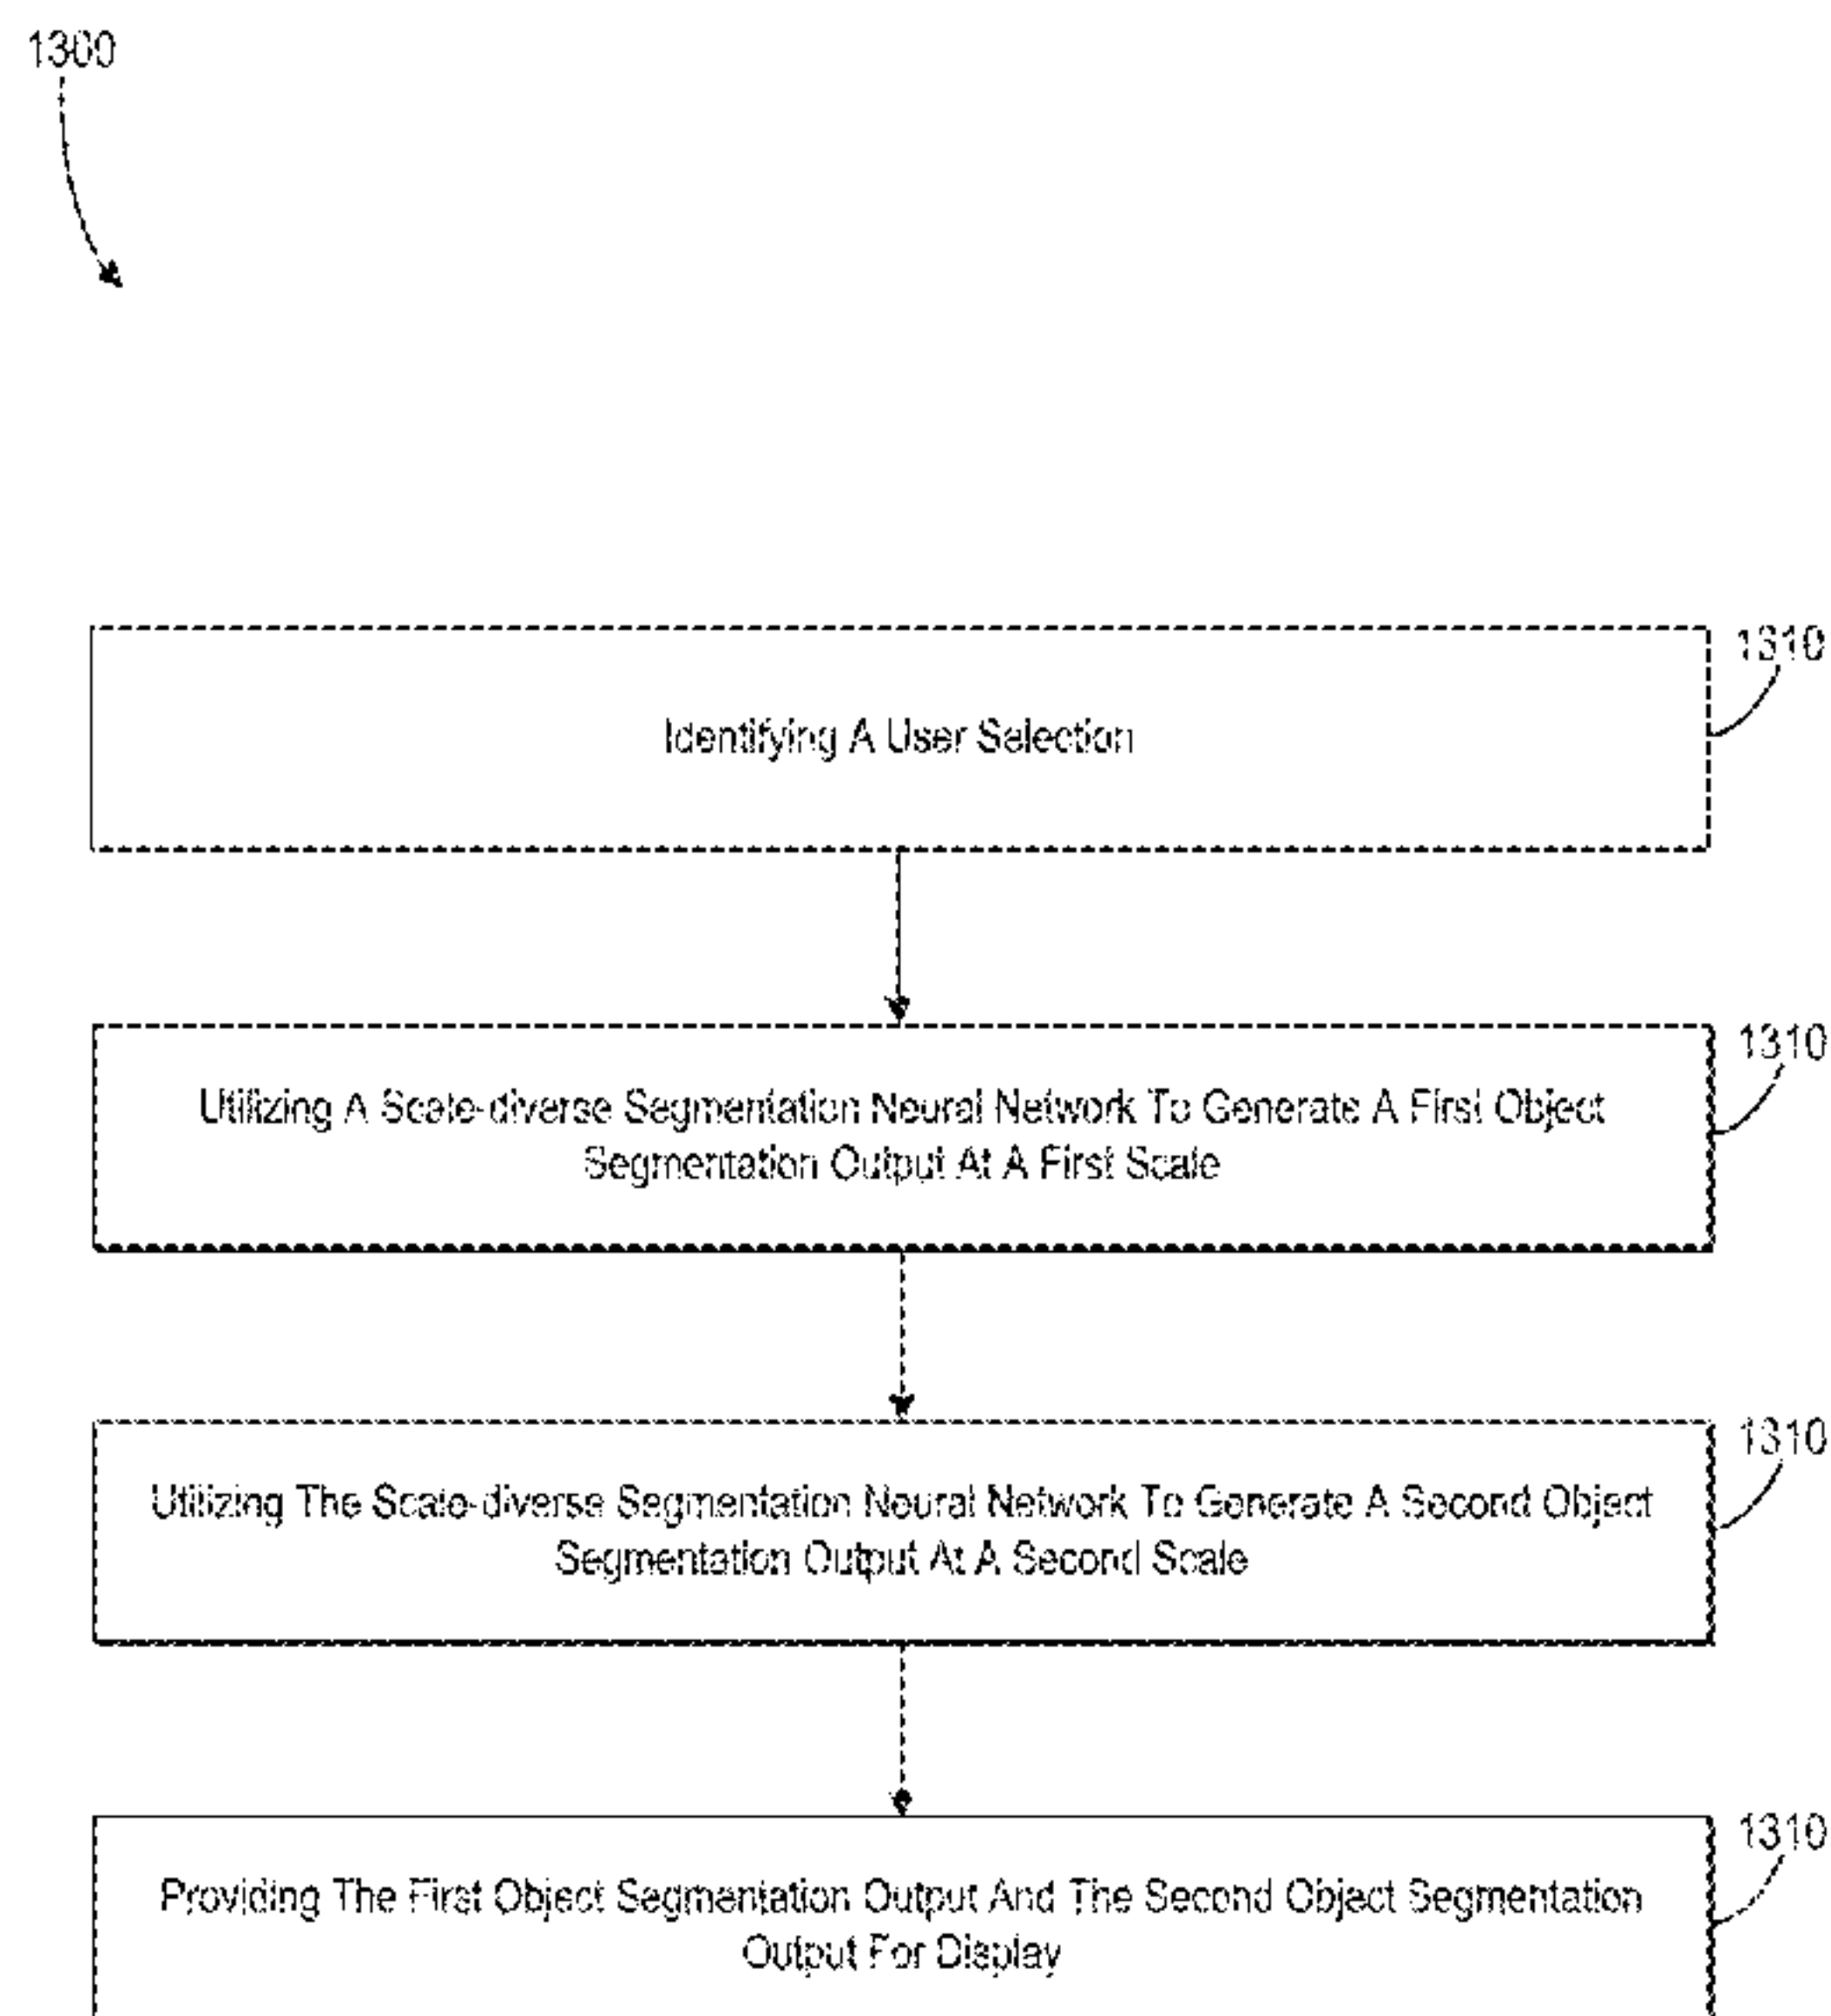 1300
Identifying A User Selection
1310
Utilizing A Scale-diverse Segmentation Neural Network To Generate A First Object
Segmentation Output At A First Scale
1310
Utilizing The Scale-diverse Segmentation Neural Network To Generate A Second Object
Segmentation Output At A Second Scale
1310
Providing The First Object Segmentation Output And The Second Object Segmentation
Output For Display
1310